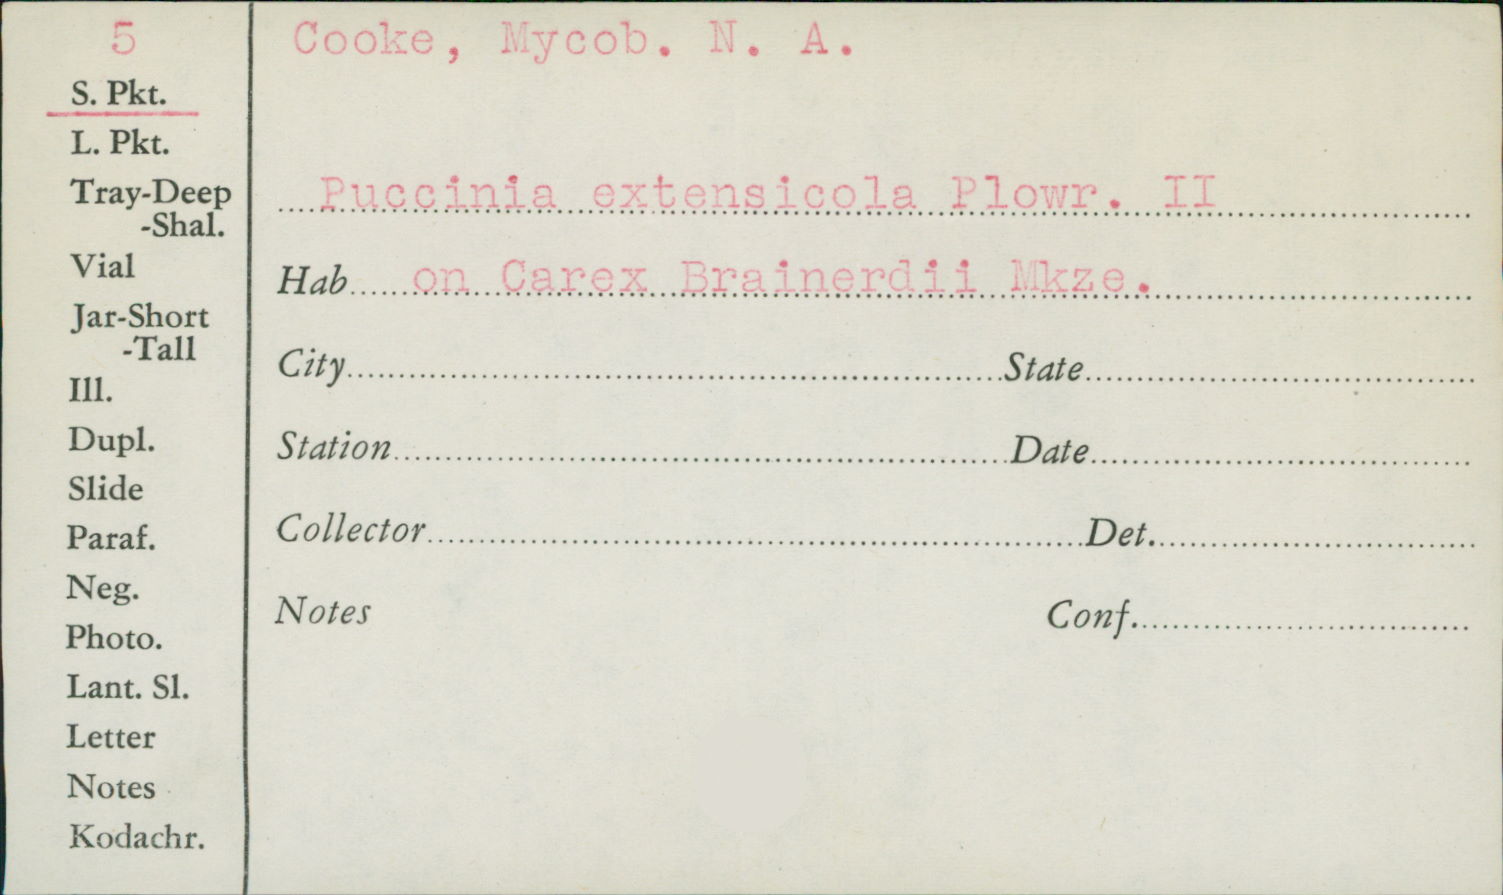 5
S. Pkt.
L. Pkt.
Tray-Deep
-Shal.
Vial
Jar-Short
-Tall
Ill.
Dupl.
Slide
Paraf.
Neg.
Photo.
Lant. Sl.
Letter
Notes
Kodachr.
Cooke, Mycob. N. A.
Puccinia extensicola Plowr. II
Hab on Carex Brainerdii Mkze.
City State
Station Date
Collector Det.
Notes Conf.